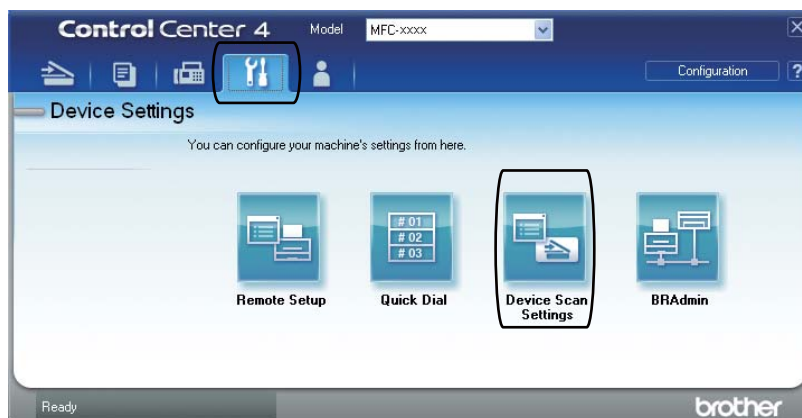 Control Center 4 Model MFC-xxxx X
Configuration ?
Device Settings
You can configure your machine's settings from here.
# 01
# 02
# 03
Remote Setup Quick Dial Device Scan Settings BRAdmin
Ready brother